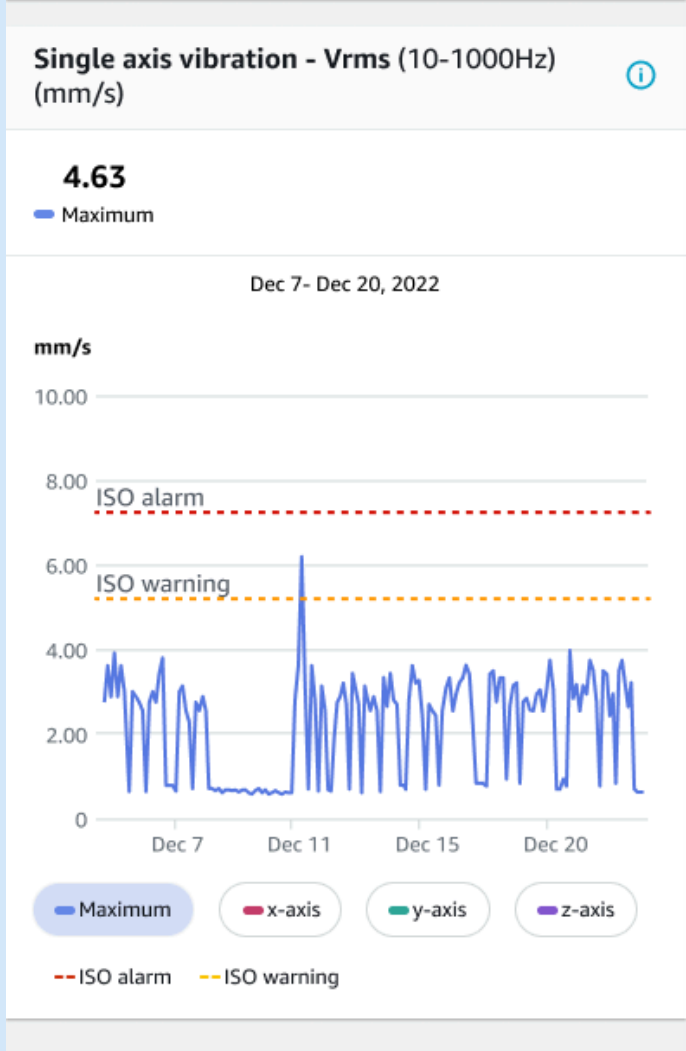 Single axis vibration - Vrms (10-1000Hz)
(mm/s)
4.63
Maximum
Dec 7- Dec 20, 2022
mm/s
10.00
8.00
ISO alarm
6.00
ISO warning
4.00
2.00
0
Dec 7 Dec 11 Dec 15 Dec 20
Maximum x-axis y-axis z-axis
ISO alarm ISO warning